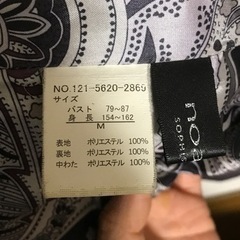 NO.121-5620-2869
サイズ
バスト 79~87
身長 154~162
M
表地 ポリエステル 100%
裏地 ポリエステル 100%
中わた ポリエステル 100%